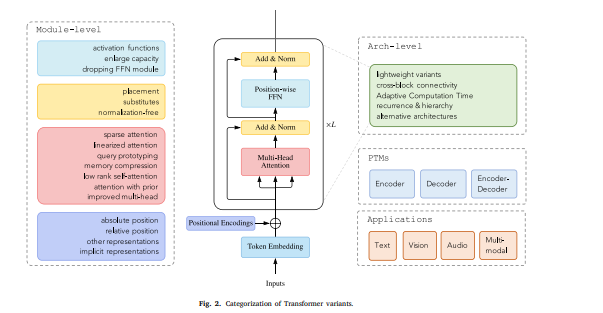 Module-level
activation functions
enlarge capacity
dropping FFN module
placement
substitutes
normalization-free
sparse attention
linearized attention
query prototyping
memory compression
low rank self-attention
attention with prior
improved multi-head
absolute position
relative position
other representations
implicit representations
Add & Norm
Position-wise
FFN
Add & Norm
Multi-Head
Attention
×L
Positional Encodings
Token Embedding
Inputs
Arch-level
lightweight variants
cross-block connectivity
Adaptive Computation Time
recurrence & hierarchy
alternative architectures
PTMs
Encoder
Decoder
Encoder-
Decoder
Applications
Text
Vision
Audio
Multi-
modal
Fig. 2. Categorization of Transformer variants.